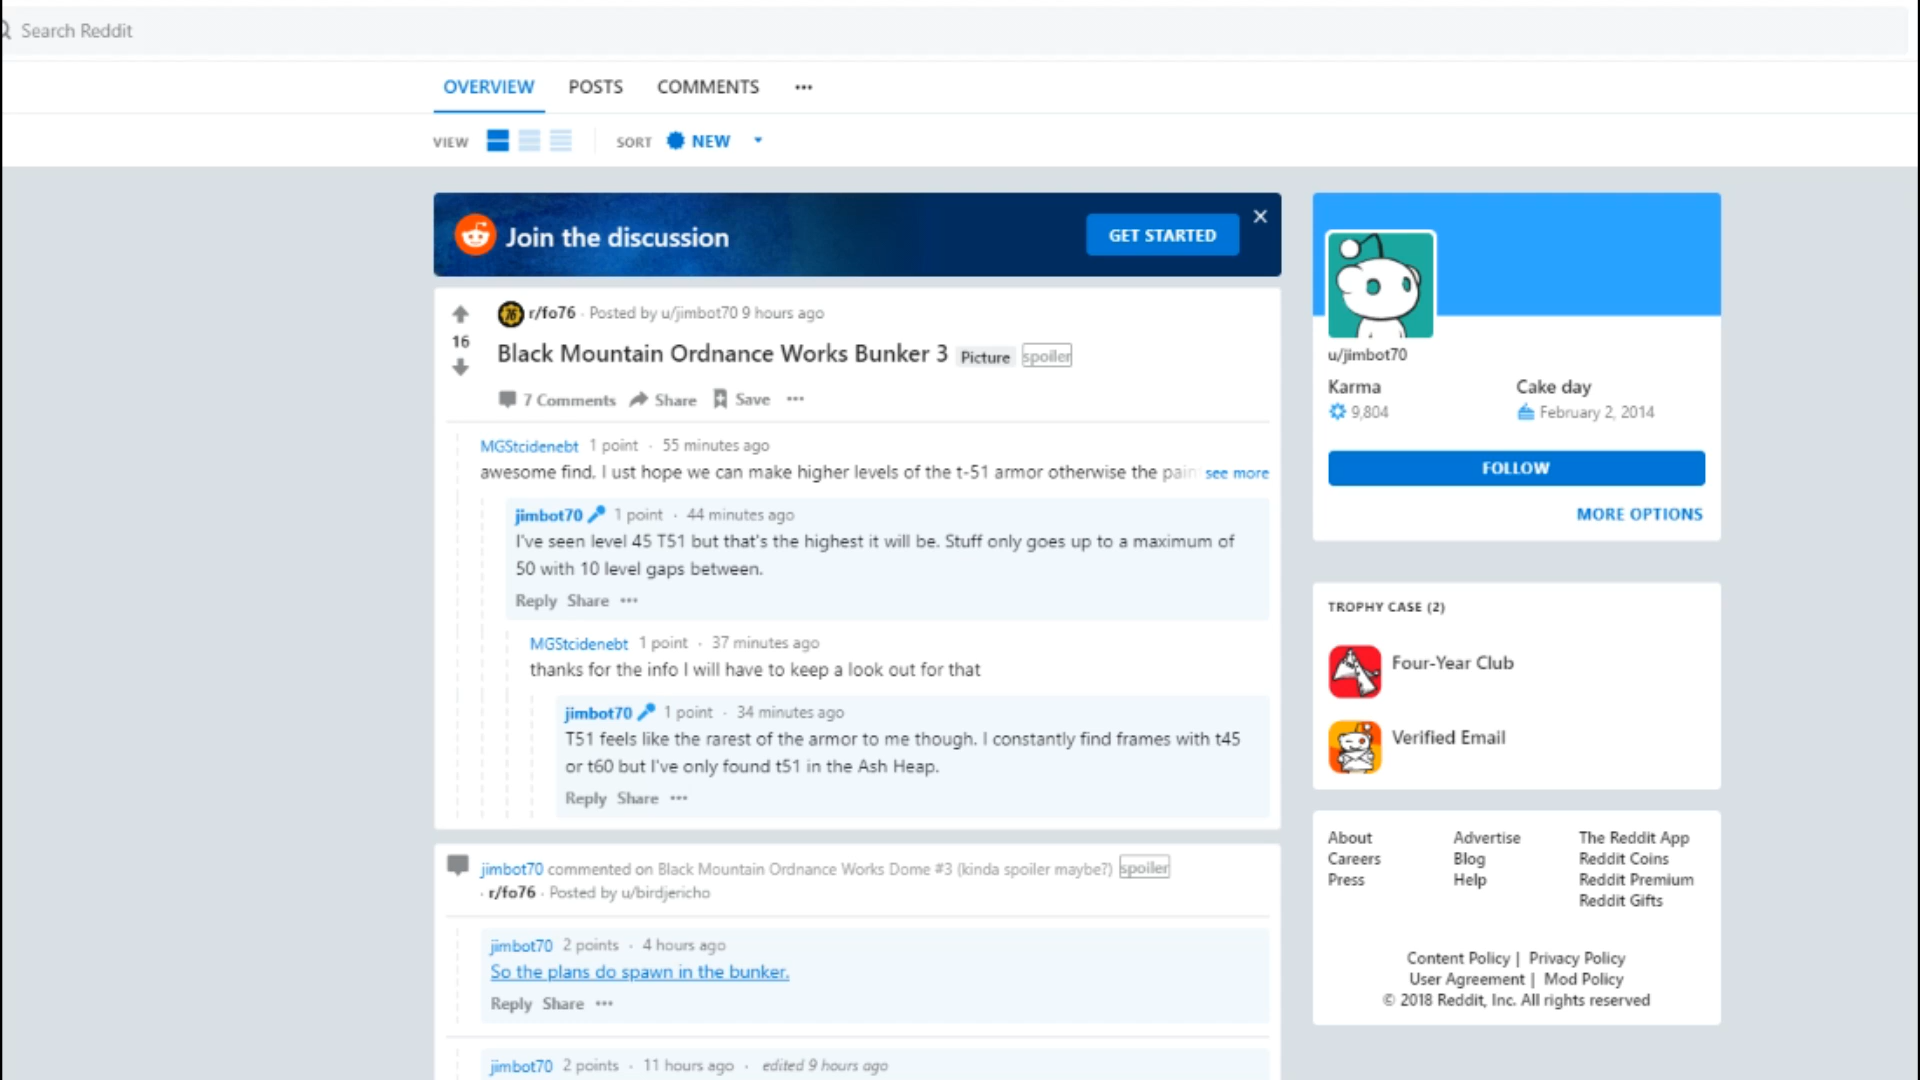 Search Reddit
OVERVIEW POSTS COMMENTS ...
VIEW SORT NEW
Join the discussion GET STARTED
r/fo76 · Posted by u/jimbot70 9 hours ago
16
Black Mountain Ordnance Works Bunker 3 Picture spoiler
7 Comments Share Save ...
MGStcidenebt 1 point · 55 minutes ago
awesome find. I ust hope we can make higher levels of the t-51 armor otherwise the pain see more
jimbot70 1 point · 44 minutes ago
I've seen level 45 T51 but that's the highest it will be. Stuff only goes up to a maximum of
50 with 10 level gaps between.
Reply Share ...
MGStcidenebt 1 point · 37 minutes ago
thanks for the info I will have to keep a look out for that
jimbot70 1 point · 34 minutes ago
T51 feels like the rarest of the armor to me though. I constantly find frames with t45
or t60 but I've only found t51 in the Ash Heap.
Reply Share ...
jimbot70 commented on Black Mountain Ordnance Works Dome #3 (kinda spoiler maybe?) spoiler
· r/fo76 · Posted by u/birdjericho
jimbot70 2 points · 4 hours ago
So the plans do spawn in the bunker.
Reply Share ...
jimbot70 2 points · 11 hours ago · edited 9 hours ago
u/jimbot70
Karma Cake day
9,804 February 2, 2014
FOLLOW
MORE OPTIONS
TROPHY CASE (2)
Four-Year Club
Verified Email
About Advertise The Reddit App
Careers Blog Reddit Coins
Press Help Reddit Premium
Reddit Gifts
Content Policy | Privacy Policy
User Agreement | Mod Policy
© 2018 Reddit, Inc. All rights reserved